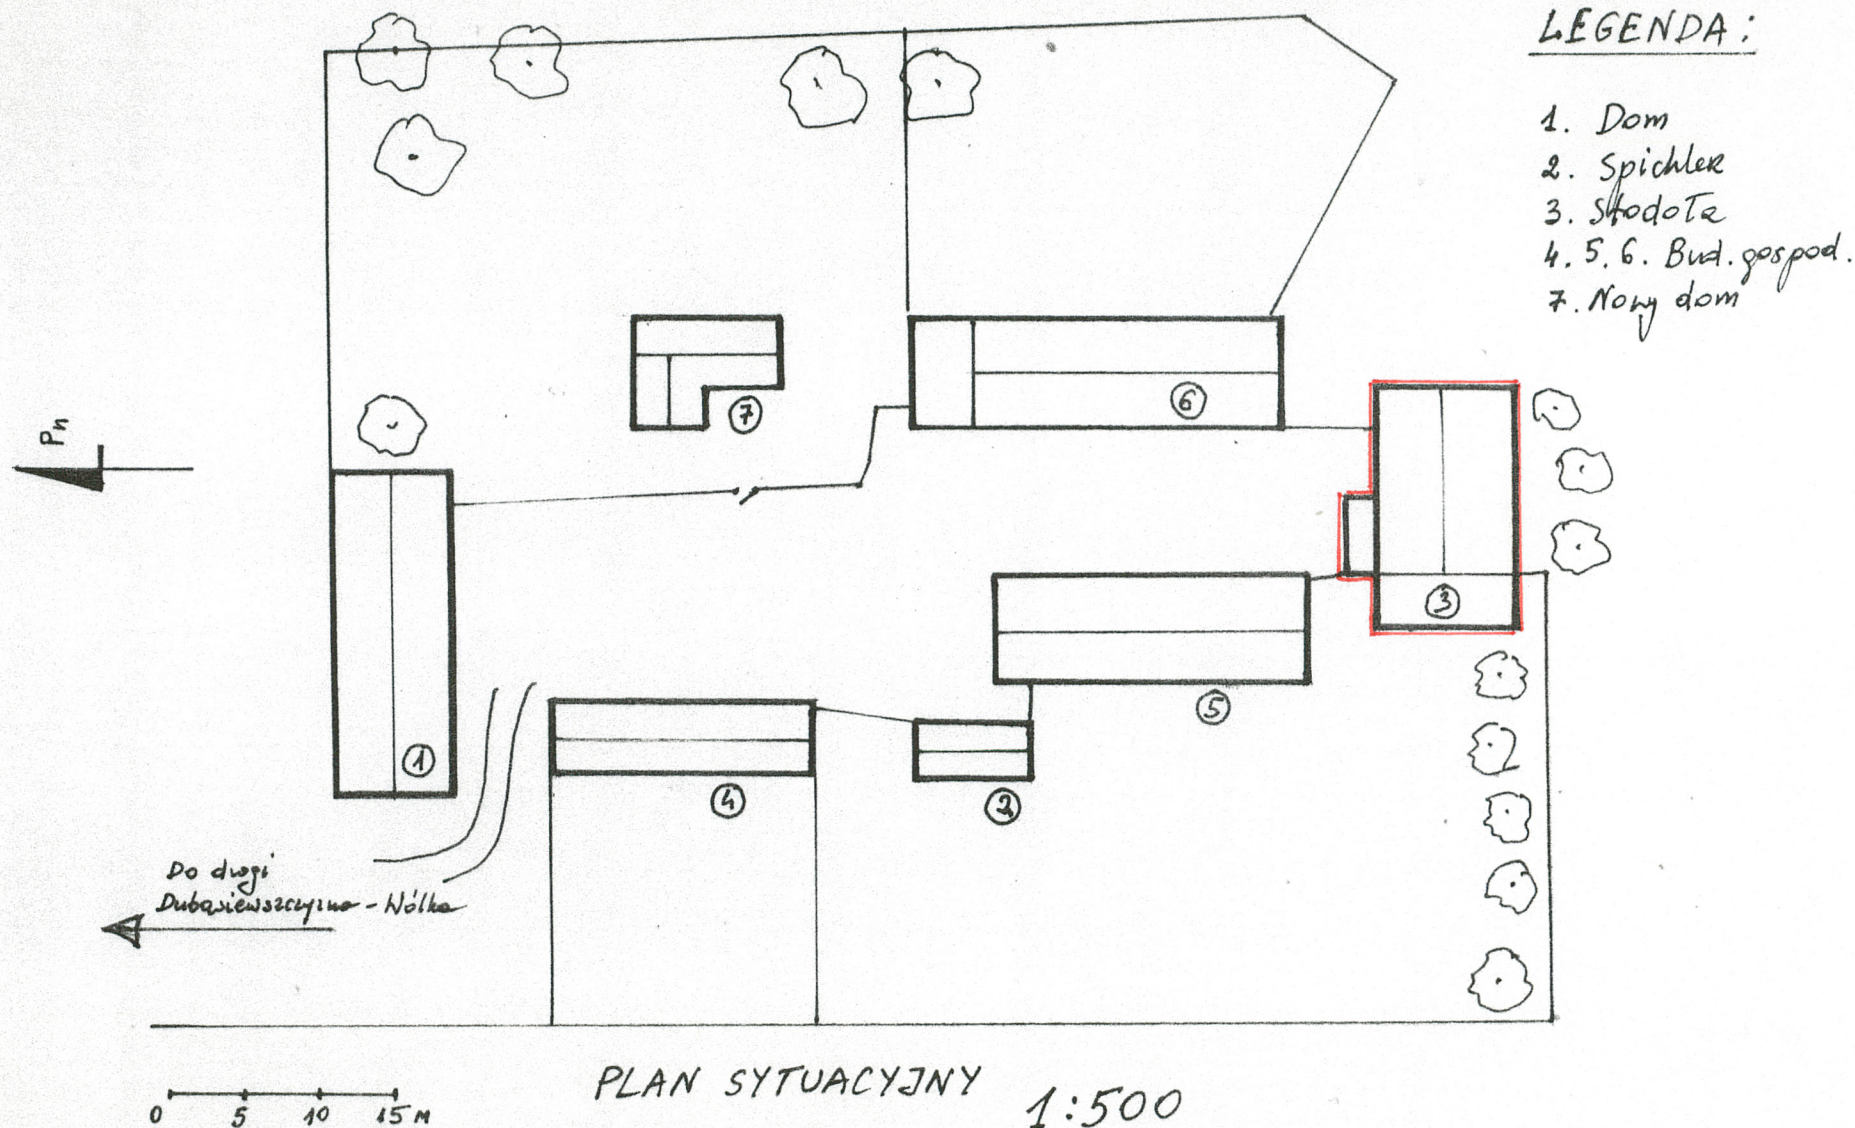 LEGENDA:
1. Dom
2. Spichler
3. Stodoła
4. 5. 6. Bud. gospod.
7. Nowy dom
Pn
7
6
3
5
1
4
2
Do drogi
Dubasiewszczyzna - Wólka
PLAN SYTUACYJNY 1:500
0 5 10 15 M